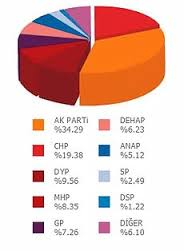 AK PARTi
%34.29
DEHAP
%6.23
CHP
%19.38
ANAP
%5.12
DYP
%9.56
SP
%2.49
MHP
%8.35
DSP
%1.22
GP
%7.26
DİĞER
%6.10